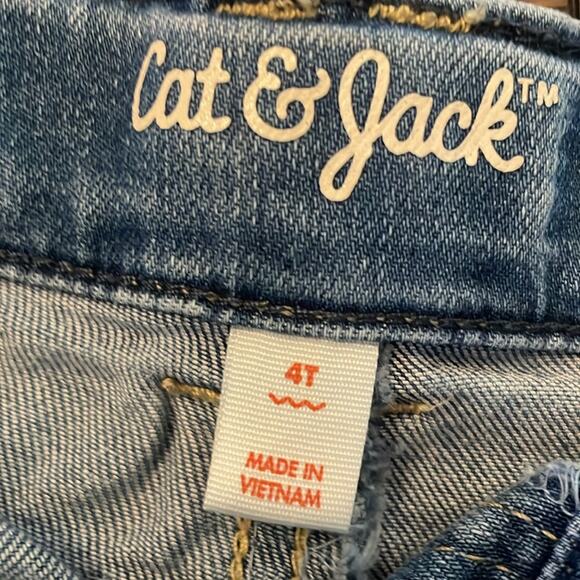 Cat & Jack™
4T
MADE IN
VIETNAM